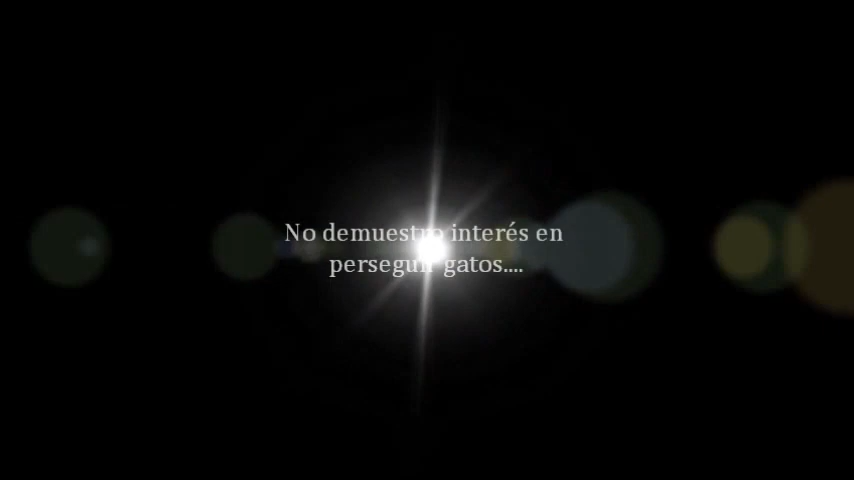 No demuestro interés en
perseguir gatos....